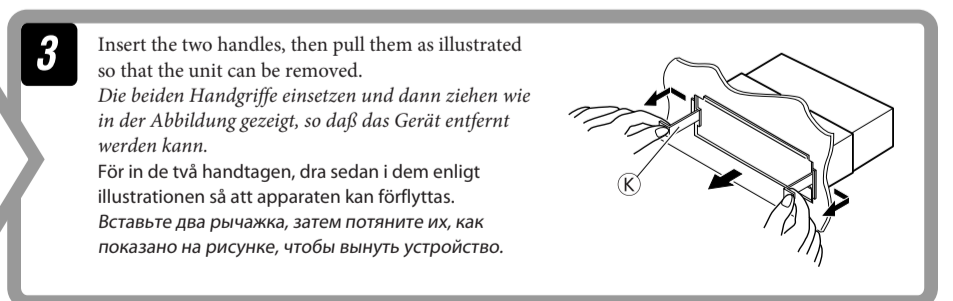 3
Insert the two handles, then pull them as illustrated
so that the unit can be removed.
Die beiden Handgriffe einsetzen und dann ziehen wie
in der Abbildung gezeigt, so daß das Gerät entfernt
werden kann.
För in de två handtagen, dra sedan i dem enligt
illustrationen så att apparaten kan förflyttas.
Вставьте два рычажка, затем потяните их, как
показано на рисунке, чтобы вынуть устройство.
Ⓚ